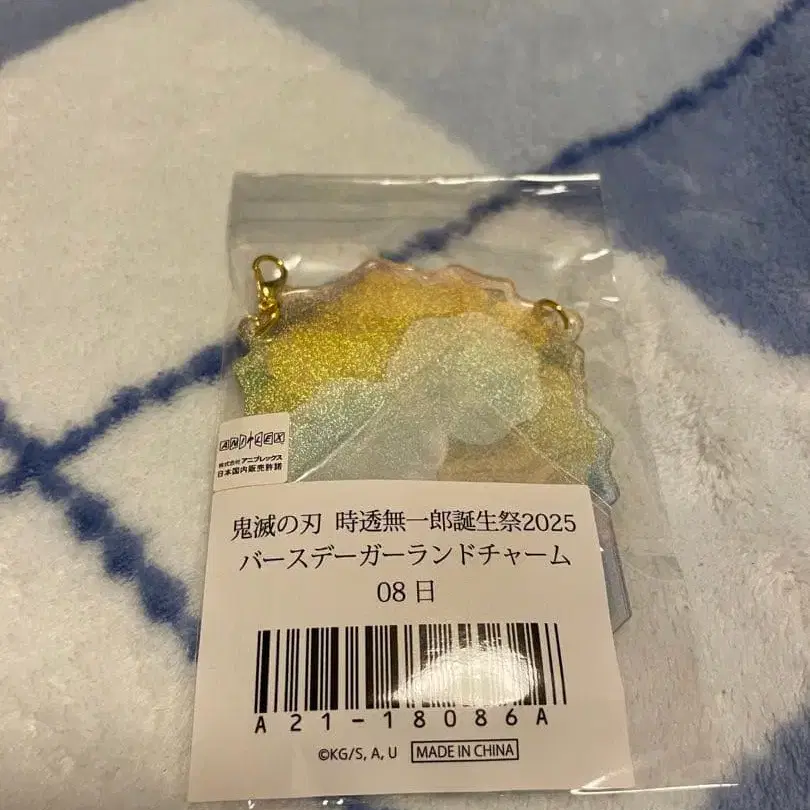 ANIPLEX
株式会社 アニプレックス
日本国内販売許諾
鬼滅の刃 時透無一郎誕生祭2025
バースデーガーランドチャーム
08 日
A21-18086A
©KG/S, A, U MADE IN CHINA